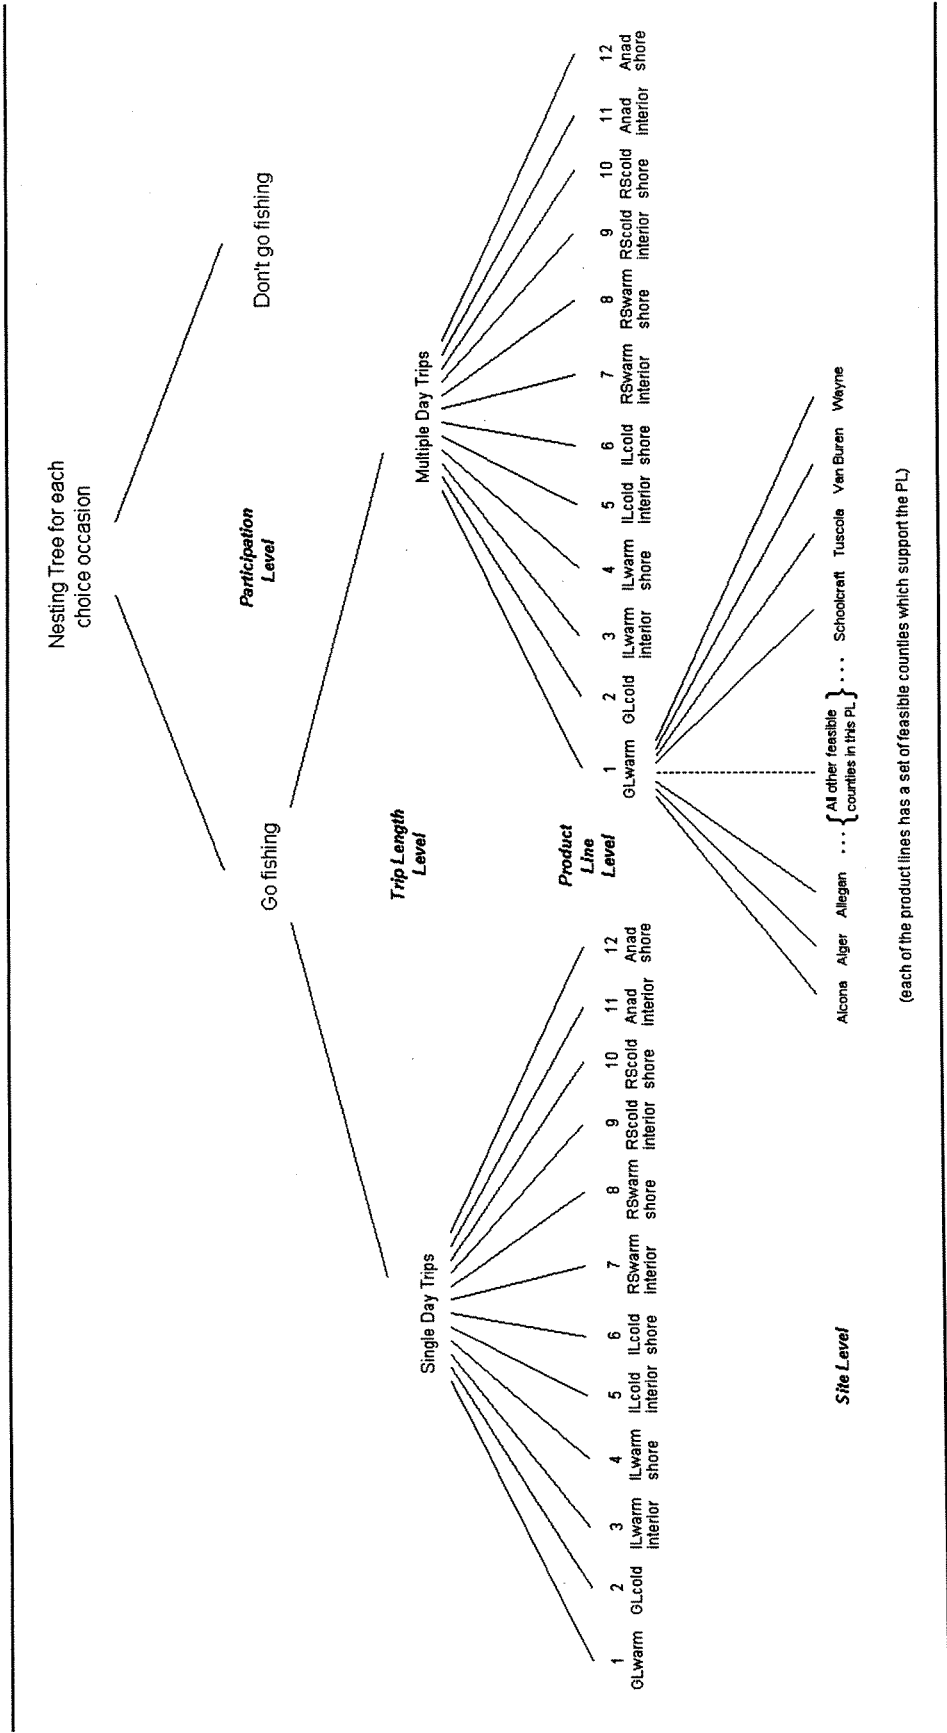 Nesting Tree for each
choice occasion
Participation
Level
Go fishing
Don't go fishing
Trip Length
Level
Single Day Trips
Multiple Day Trips
Product
Line
Level
1
GLwarm
2
GLcold
3
ILwarm
interior
4
ILwarm
shore
5
ILcold
interior
6
ILcold
shore
7
RSwarm
interior
8
RSwarm
shore
9
RScold
interior
10
RScold
shore
11
Anad
interior
12
Anad
shore
1
GLwarm
2
GLcold
3
ILwarm
interior
4
ILwarm
shore
5
ILcold
interior
6
ILcold
shore
7
RSwarm
interior
8
RSwarm
shore
9
RScold
interior
10
RScold
shore
11
Anad
interior
12
Anad
shore
Site Level
Alcona Alger Allegan ... { All other feasible
counties in this PL } ... Schoolcraft Tuscola Van Buren Wayne
(each of the product lines has a set of feasible counties which support the PL)